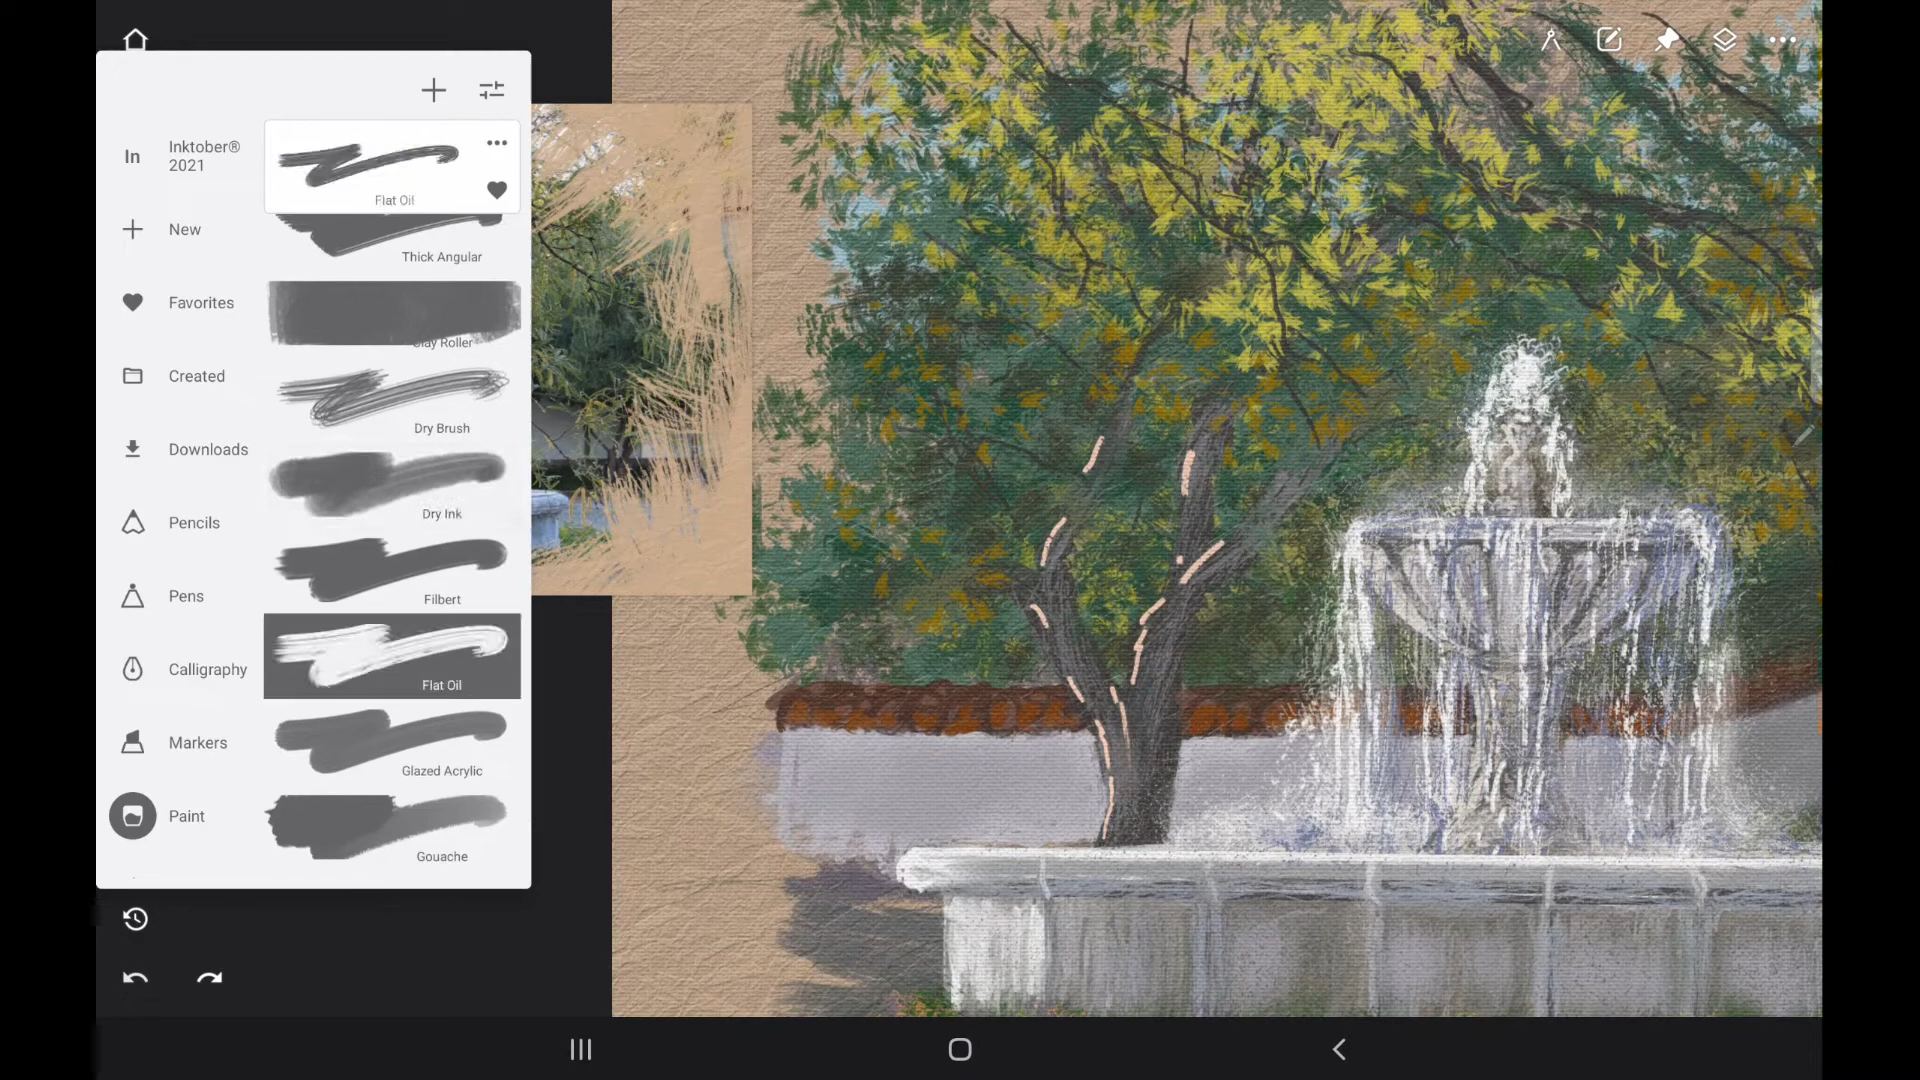 In
Inktober®
2021
New
Favorites
Created
Downloads
Pencils
Pens
Calligraphy
Markers
Paint
Flat Oil
Thick Angular
Clay Roller
Dry Brush
Dry Ink
Filbert
Flat Oil
Glazed Acrylic
Gouache